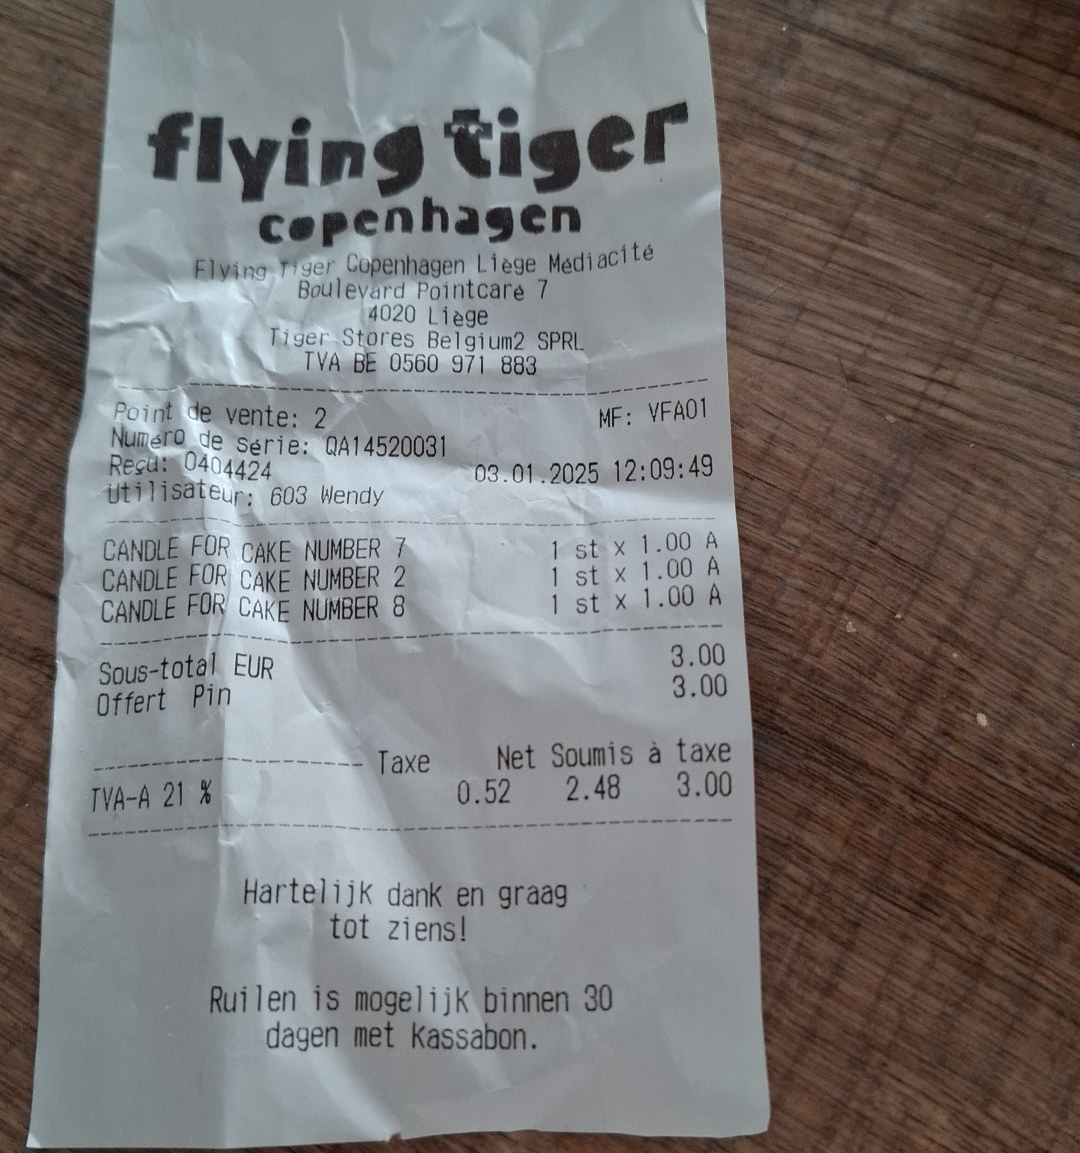 flying tiger
copenhagen
Flying Tiger Copenhagen Liège Médiacité
Boulevard Pointcaré 7
4020 Liège
Tiger Stores Belgium2 SPRL
TVA BE 0560 971 883
Point de vente: 2 MF: VFA01
Numéro de série: QA14520031
Reçu: 0404424 03.01.2025 12:09:49
Utilisateur: 603 Wendy
CANDLE FOR CAKE NUMBER 7 1 st x 1.00 A
CANDLE FOR CAKE NUMBER 2 1 st x 1.00 A
CANDLE FOR CAKE NUMBER 8 1 st x 1.00 A
Sous-total EUR 3.00
Offert Pin 3.00
Taxe Net Soumis à taxe
TVA-A 21 % 0.52 2.48 3.00
Hartelijk dank en graag
tot ziens!
Ruilen is mogelijk binnen 30
dagen met Kassabon.